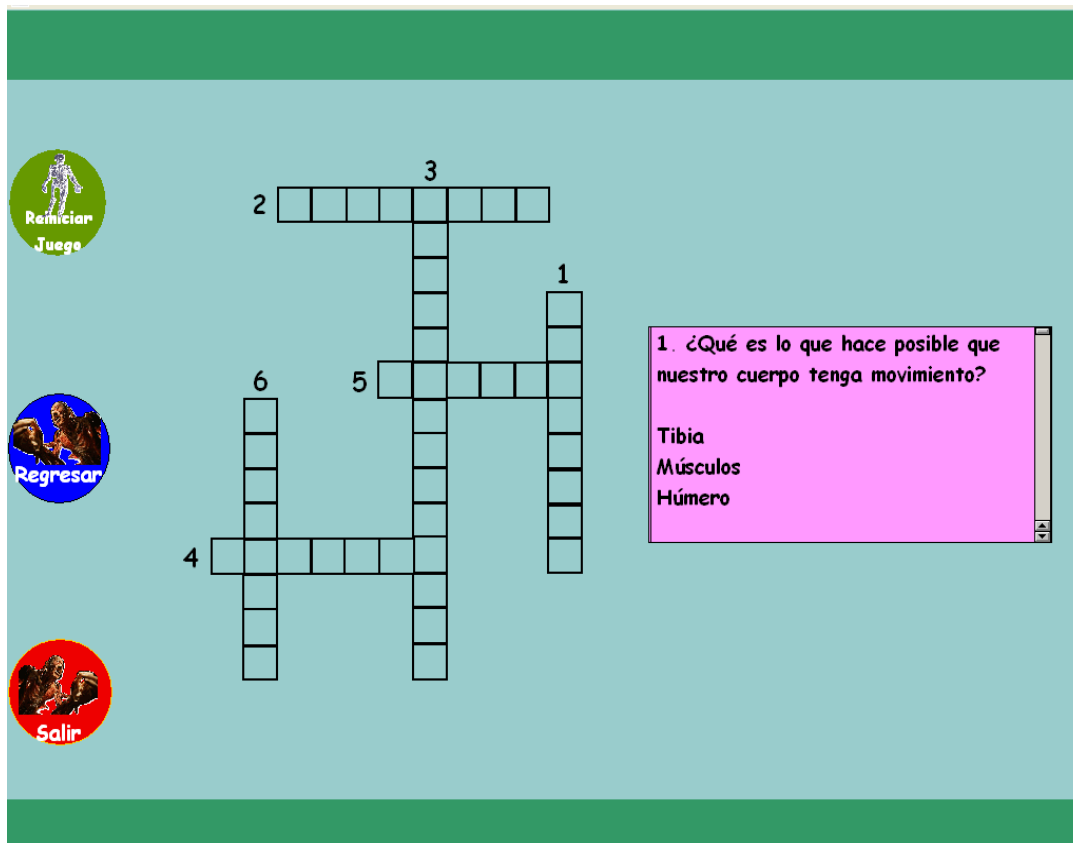 3
2
1
5
6
4
Reiniciar
Juego
Regresar
Salir
1. ¿Qué es lo que hace posible que
nuestro cuerpo tenga movimiento?
Tibia
Músculos
Húmero